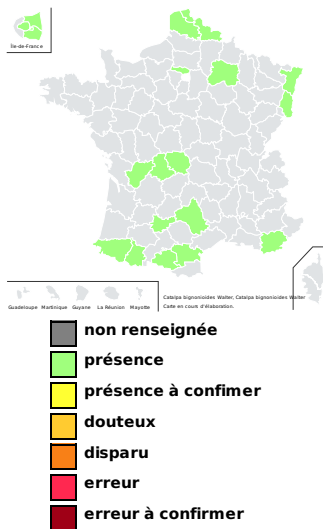 Île-de-France
Guadeloupe Martinique Guyane La Réunion Mayotte
Catalpa bignonioides Walter, Catalpa bignonioides Walter
Carte en cours d'élaboration.
non renseignée
présence
présence à confimer
douteux
disparu
erreur
erreur à confirmer